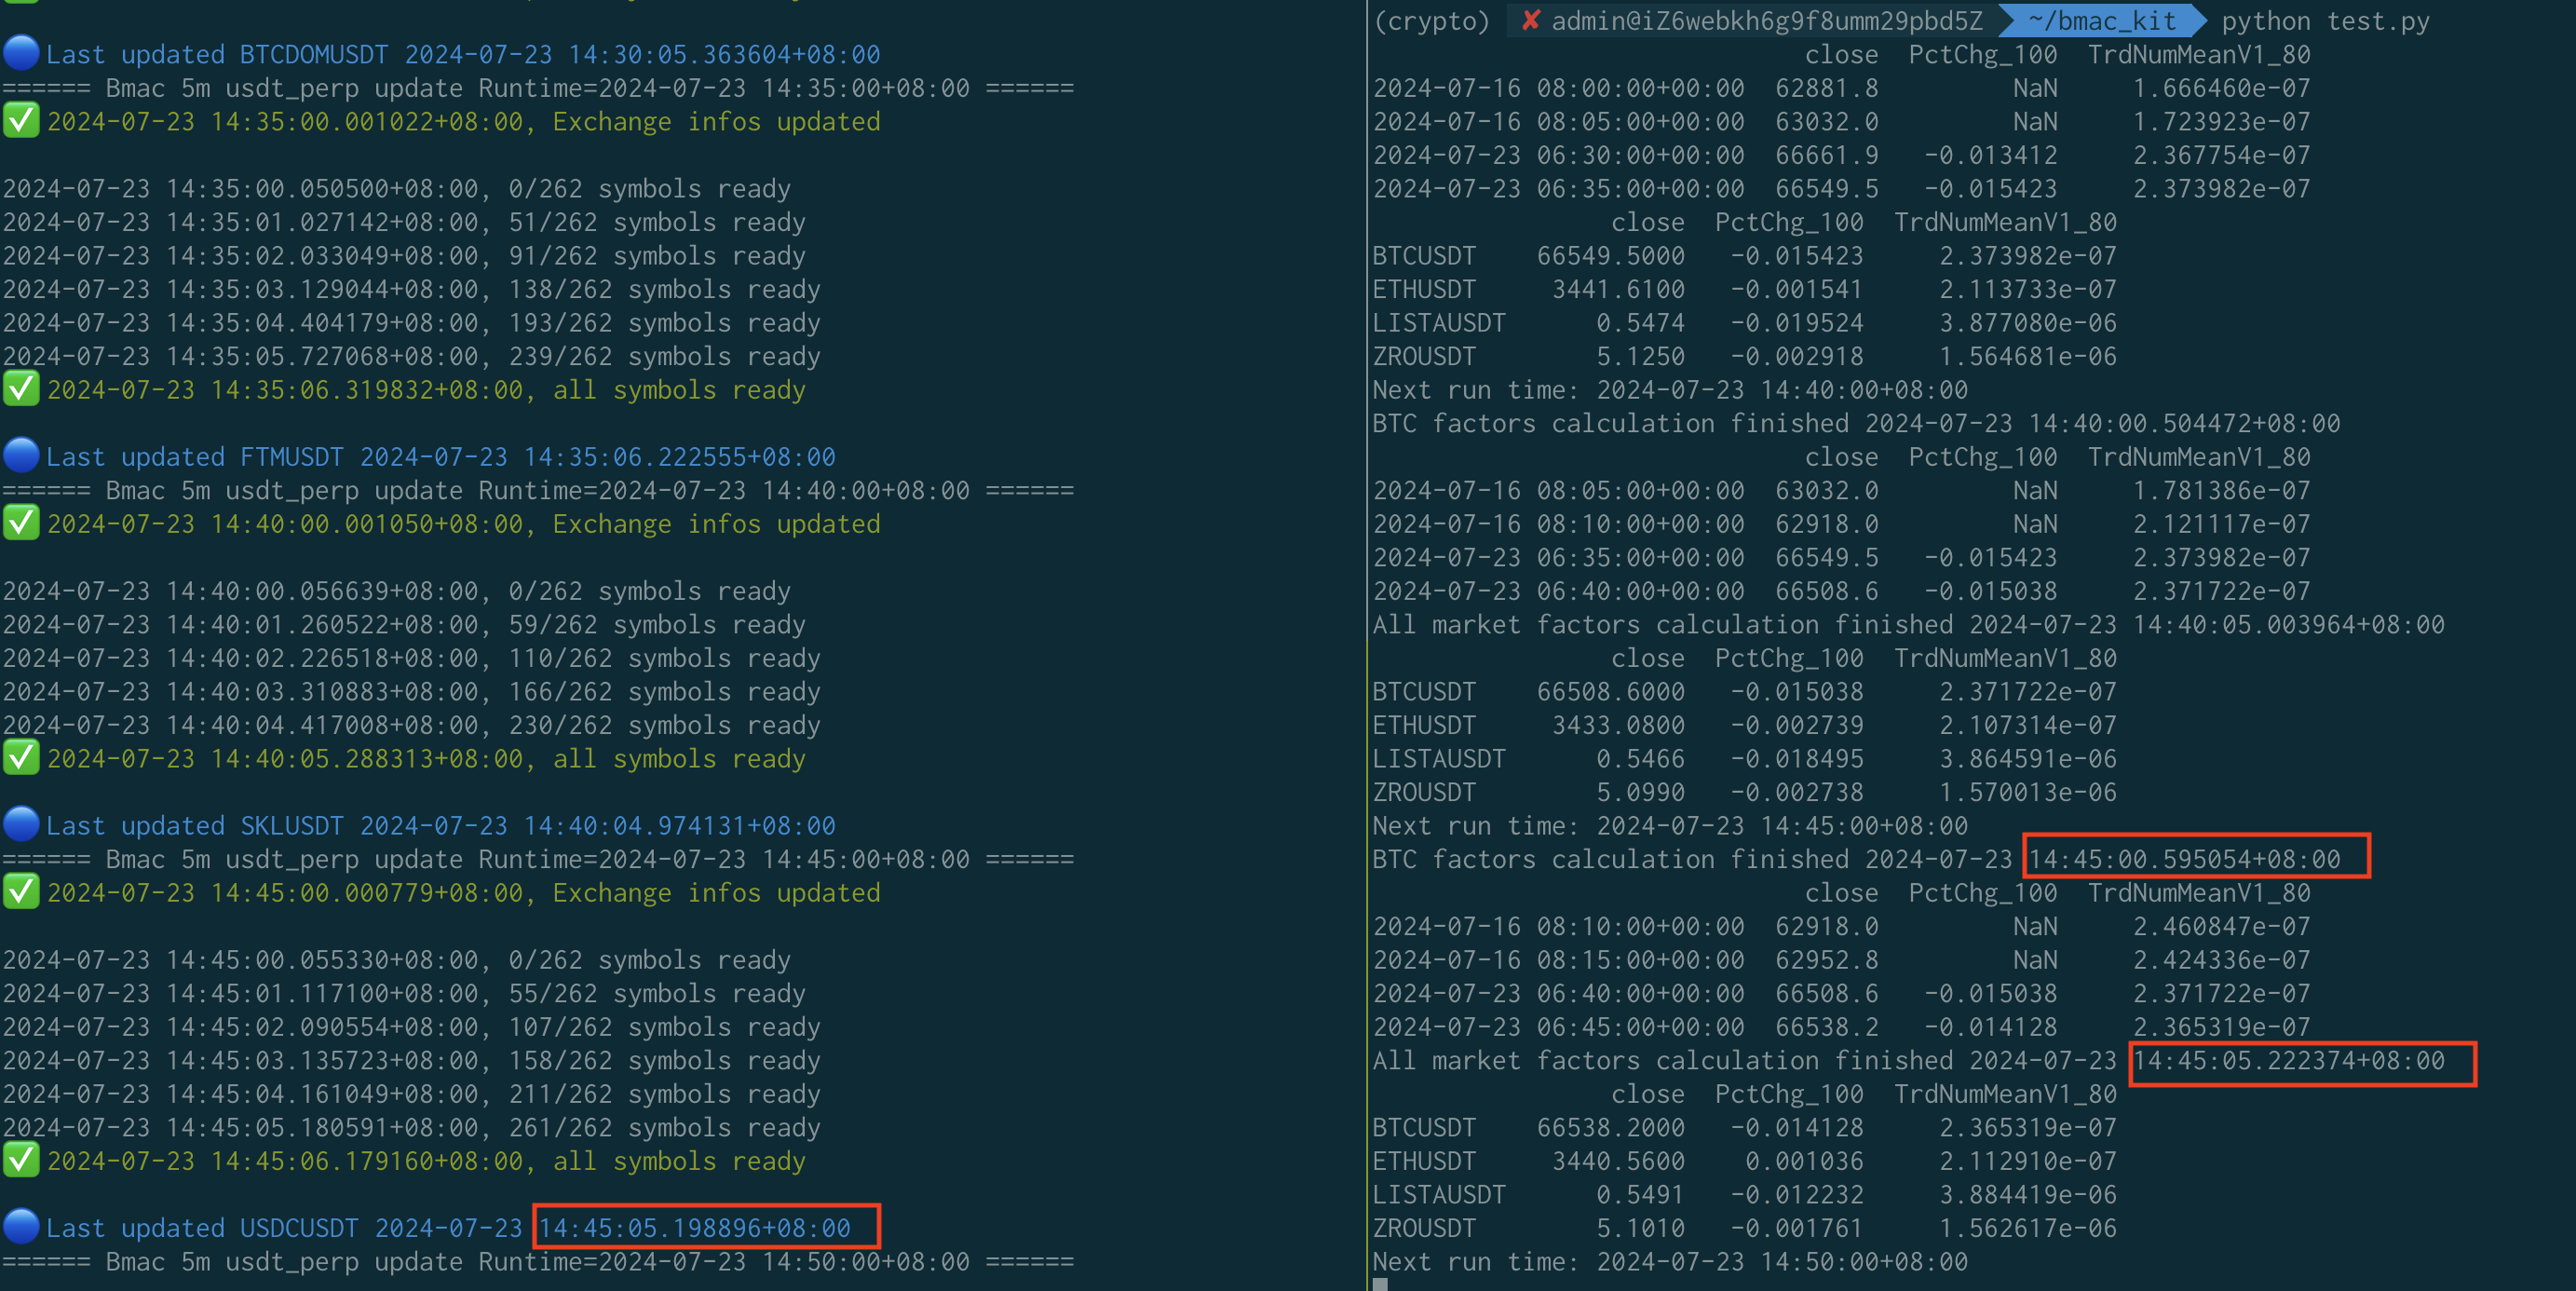 Last updated BTCDOMUSDT 2024-07-23 14:30:05.363604+08:00
====== Bmac 5m usdt_perp update Runtime=2024-07-23 14:35:00+08:00 ======
✅ 2024-07-23 14:35:00.001022+08:00, Exchange infos updated
2024-07-23 14:35:00.050500+08:00, 0/262 symbols ready
2024-07-23 14:35:01.027142+08:00, 51/262 symbols ready
2024-07-23 14:35:02.033049+08:00, 91/262 symbols ready
2024-07-23 14:35:03.129044+08:00, 138/262 symbols ready
2024-07-23 14:35:04.404179+08:00, 193/262 symbols ready
2024-07-23 14:35:05.727068+08:00, 239/262 symbols ready
✅ 2024-07-23 14:35:06.319832+08:00, all symbols ready
Last updated FTMUSDT 2024-07-23 14:35:06.222555+08:00
====== Bmac 5m usdt_perp update Runtime=2024-07-23 14:40:00+08:00 ======
✅ 2024-07-23 14:40:00.001050+08:00, Exchange infos updated
2024-07-23 14:40:00.056639+08:00, 0/262 symbols ready
2024-07-23 14:40:01.260522+08:00, 59/262 symbols ready
2024-07-23 14:40:02.226518+08:00, 110/262 symbols ready
2024-07-23 14:40:03.310883+08:00, 166/262 symbols ready
2024-07-23 14:40:04.417008+08:00, 230/262 symbols ready
✅ 2024-07-23 14:40:05.288313+08:00, all symbols ready
Last updated SKLUSDT 2024-07-23 14:40:04.974131+08:00
====== Bmac 5m usdt_perp update Runtime=2024-07-23 14:45:00+08:00 ======
✅ 2024-07-23 14:45:00.000779+08:00, Exchange infos updated
2024-07-23 14:45:00.055330+08:00, 0/262 symbols ready
2024-07-23 14:45:01.117100+08:00, 55/262 symbols ready
2024-07-23 14:45:02.090554+08:00, 107/262 symbols ready
2024-07-23 14:45:03.135723+08:00, 158/262 symbols ready
2024-07-23 14:45:04.161049+08:00, 211/262 symbols ready
2024-07-23 14:45:05.180591+08:00, 261/262 symbols ready
✅ 2024-07-23 14:45:06.179160+08:00, all symbols ready
Last updated USDCUSDT 2024-07-23 14:45:05.198896+08:00
====== Bmac 5m usdt_perp update Runtime=2024-07-23 14:50:00+08:00 ======
(crypto) ✘ admin@iZ6webkh6g9f8umm29pbd5Z ~/bmac_kit python test.py
close PctChg_100 TrdNumMeanV1_80
2024-07-16 08:00:00+00:00 62881.8 NaN 1.666460e-07
2024-07-16 08:05:00+00:00 63032.0 NaN 1.723923e-07
2024-07-23 06:30:00+00:00 66661.9 -0.013412 2.367754e-07
2024-07-23 06:35:00+00:00 66549.5 -0.015423 2.373982e-07
close PctChg_100 TrdNumMeanV1_80
BTCUSDT 66549.5000 -0.015423 2.373982e-07
ETHUSDT 3441.6100 -0.001541 2.113733e-07
LISTAUSDT 0.5474 -0.019524 3.877080e-06
ZROUSDT 5.1250 -0.002918 1.564681e-06
Next run time: 2024-07-23 14:40:00+08:00
BTC factors calculation finished 2024-07-23 14:40:00.504472+08:00
close PctChg_100 TrdNumMeanV1_80
2024-07-16 08:05:00+00:00 63032.0 NaN 1.781386e-07
2024-07-16 08:10:00+00:00 62918.0 NaN 2.121117e-07
2024-07-23 06:35:00+00:00 66549.5 -0.015423 2.373982e-07
2024-07-23 06:40:00+00:00 66508.6 -0.015038 2.371722e-07
All market factors calculation finished 2024-07-23 14:40:05.003964+08:00
close PctChg_100 TrdNumMeanV1_80
BTCUSDT 66508.6000 -0.015038 2.371722e-07
ETHUSDT 3433.0800 -0.002739 2.107314e-07
LISTAUSDT 0.5466 -0.018495 3.864591e-06
ZROUSDT 5.0990 -0.002738 1.570013e-06
Next run time: 2024-07-23 14:45:00+08:00
BTC factors calculation finished 2024-07-23 14:45:00.595054+08:00
close PctChg_100 TrdNumMeanV1_80
2024-07-16 08:10:00+00:00 62918.0 NaN 2.460847e-07
2024-07-16 08:15:00+00:00 62952.8 NaN 2.424336e-07
2024-07-23 06:40:00+00:00 66508.6 -0.015038 2.371722e-07
2024-07-23 06:45:00+00:00 66538.2 -0.014128 2.365319e-07
All market factors calculation finished 2024-07-23 14:45:05.222374+08:00
close PctChg_100 TrdNumMeanV1_80
BTCUSDT 66538.2000 -0.014128 2.365319e-07
ETHUSDT 3440.5600 0.001036 2.112910e-07
LISTAUSDT 0.5491 -0.012232 3.884419e-06
ZROUSDT 5.1010 -0.001761 1.562617e-06
Next run time: 2024-07-23 14:50:00+08:00